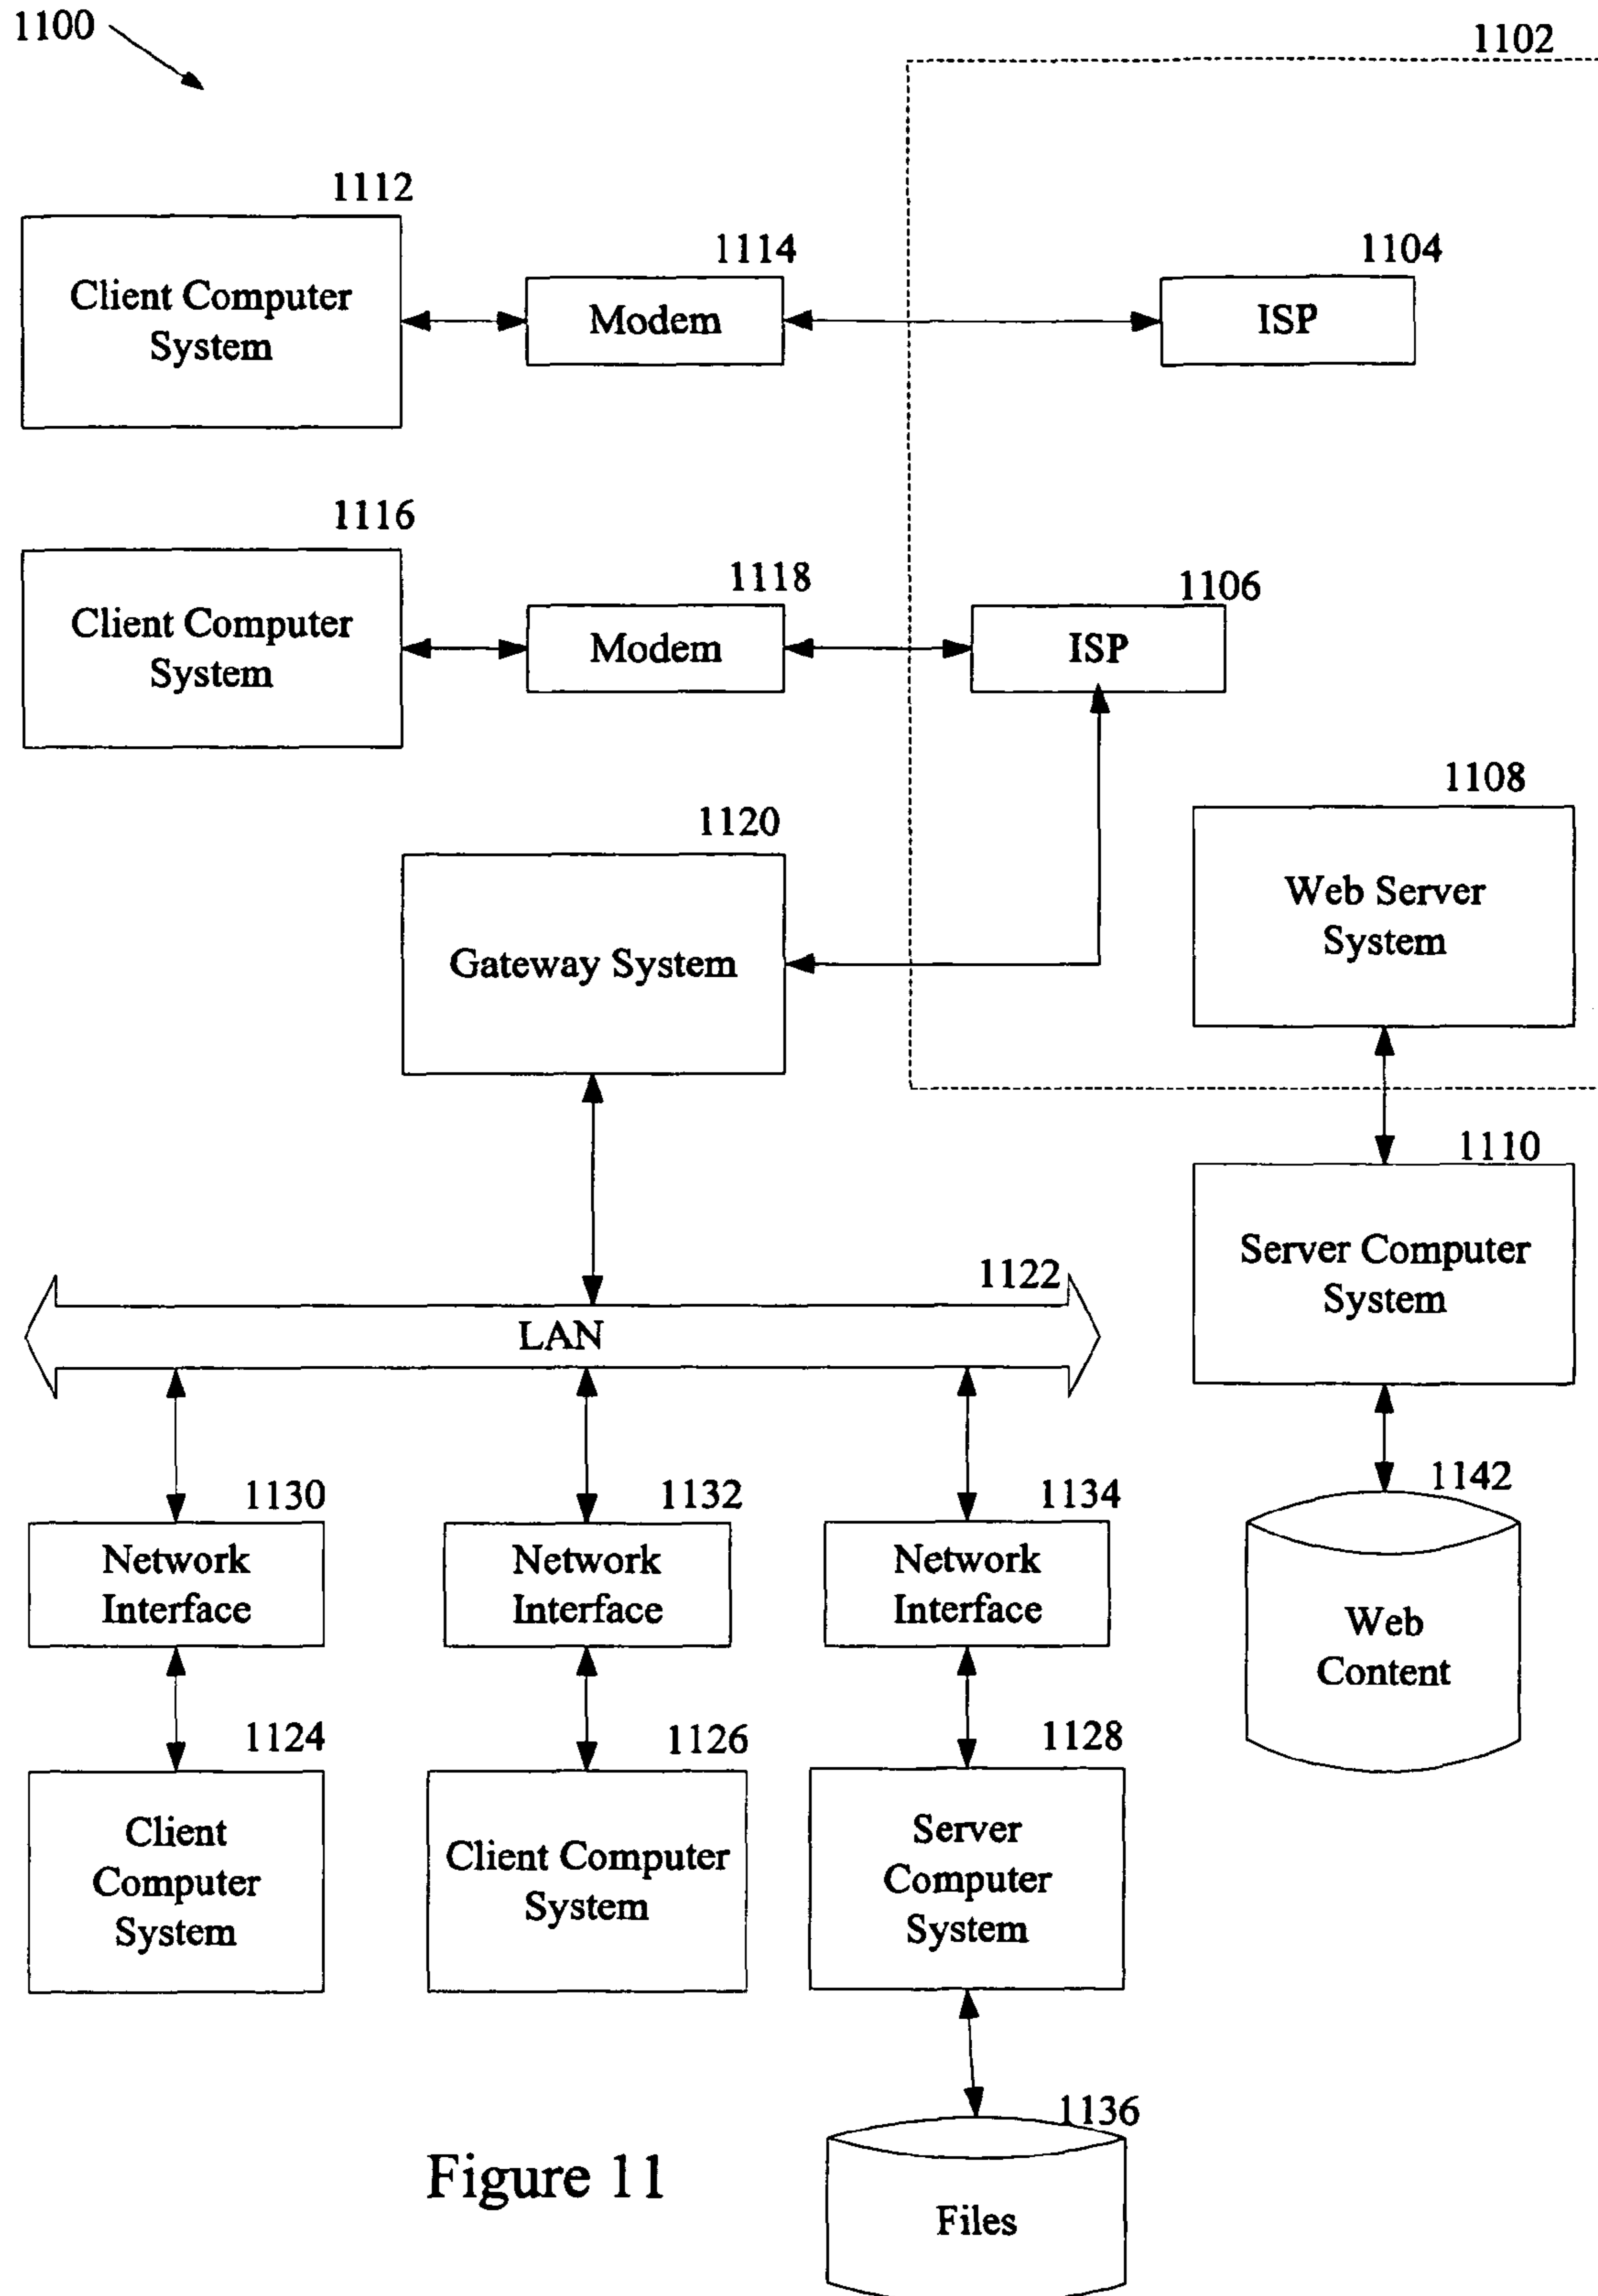 1100
1102
1112
Client Computer
System
1114
Modem
1104
ISP
1116
Client Computer
System
1118
Modem
1106
ISP
1108
Web Server
System
1120
Gateway System
1110
Server Computer
System
1122
LAN
1142
Web
Content
1130
Network
Interface
1132
Network
Interface
1134
Network
Interface
1124
Client
Computer
System
1126
Client Computer
System
1128
Server
Computer
System
1136
Files
Figure 11